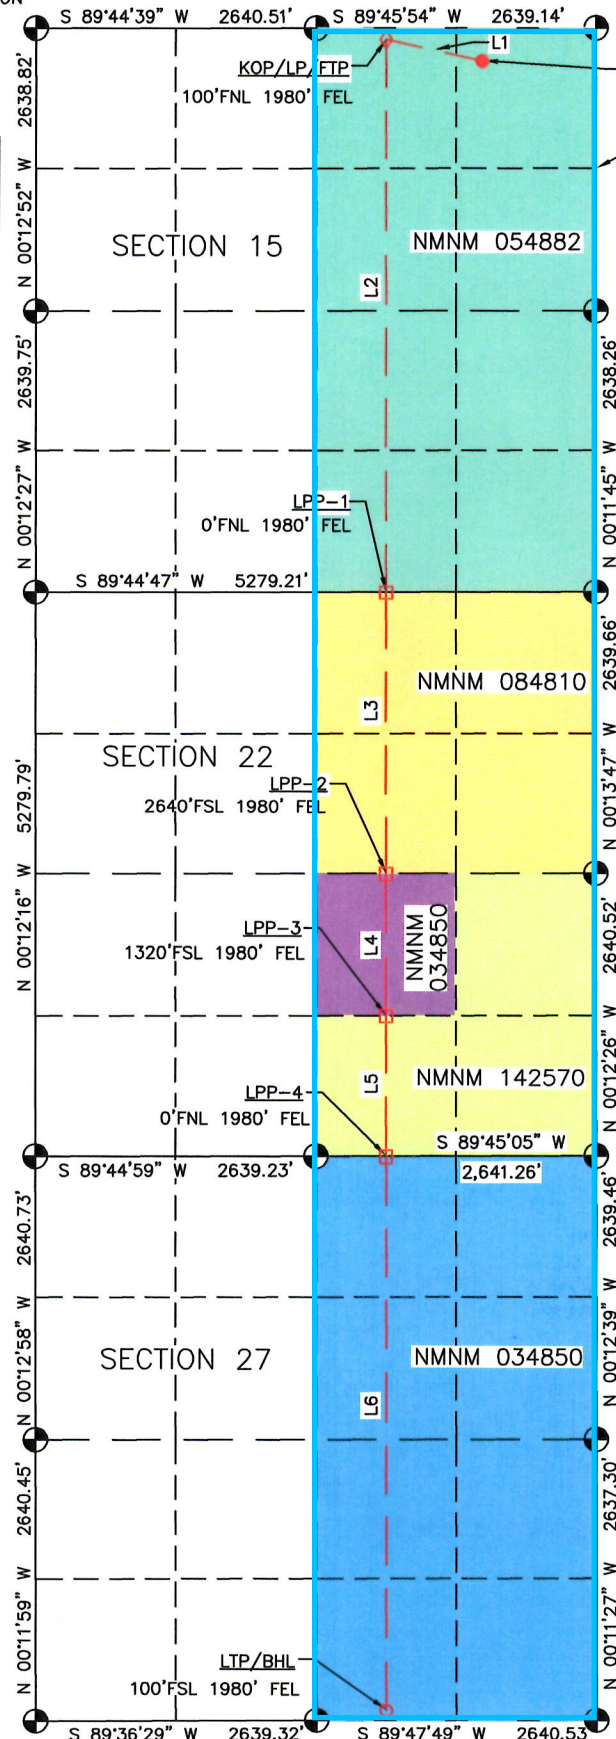 S 89°44'39" W 2640.51' S 89°45'54" W 2639.14'
L1
KOP/LP/FTP
100'FNL 1980' FEL
N 00°12'52" W 2638.82'
SECTION 15
NMNM 054882
L2
N 00°12'27" W 2639.75'
N 00°11'45" W 2638.26'
LPP-1
0'FNL 1980' FEL
S 89°44'47" W 5279.21'
NMNM 084810
L3
SECTION 22
N 00°12'16" W 5279.79'
N 00°13'47" W 2639.66'
LPP-2
2640'FSL 1980' FEL
NMNM
034850
L4
LPP-3
1320'FSL 1980' FEL
N 00°12'26" W 2640.52'
NMNM 142570
L5
LPP-4
0'FNL 1980' FEL
S 89°45'05" W
S 89°44'59" W 2639.23'
2,641.26'
N 00°12'58" W 2640.73'
N 00°12'39" W 2639.46'
SECTION 27
NMNM 034850
L6
N 00°11'59" W 2640.45'
N 00°11'27" W 2637.30'
LTP/BHL
100'FSL 1980' FEL
S 89°36'29" W 2639.32' S 89°47'49" W 2640.53